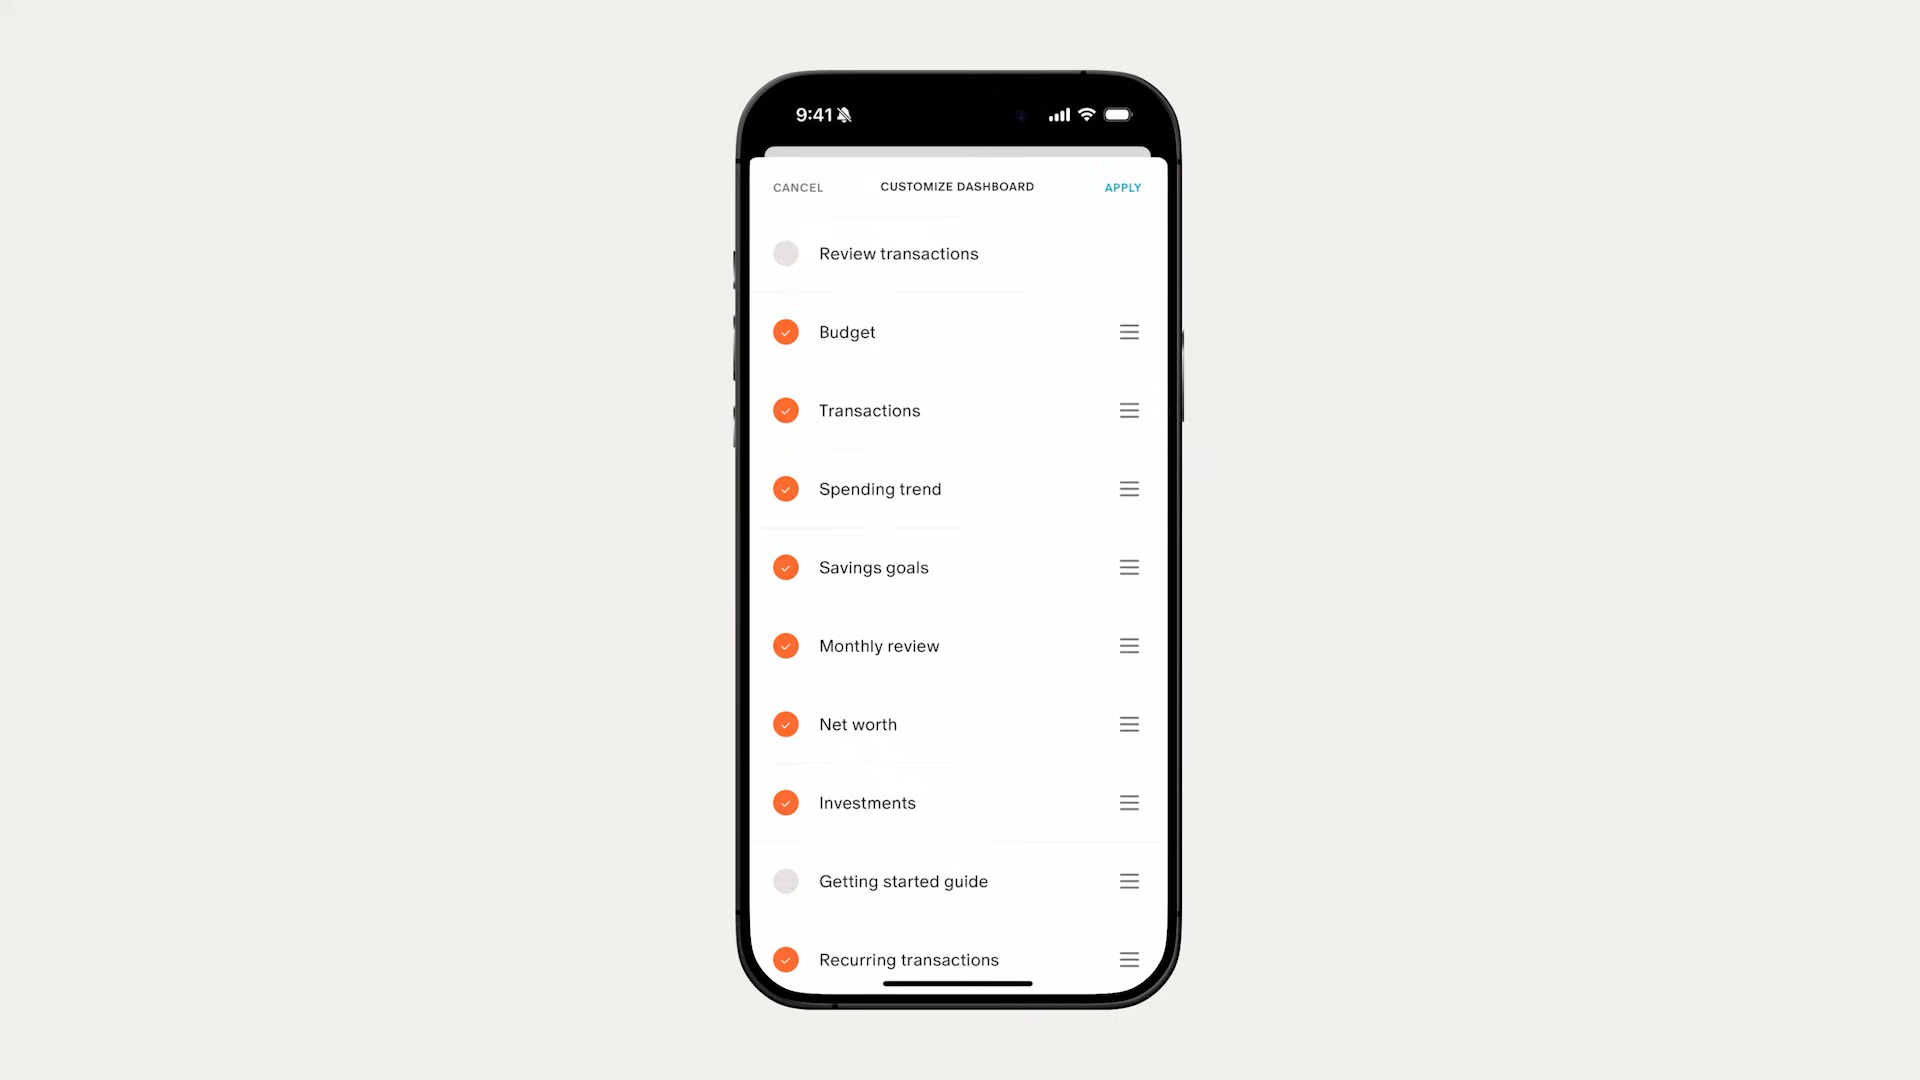 9:41
CANCEL
CUSTOMIZE DASHBOARD
APPLY
Review transactions
Budget
Transactions
Spending trend
Savings goals
Monthly review
Net worth
Investments
Getting started guide
Recurring transactions